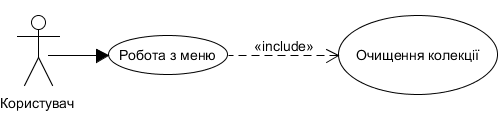 «include»
Робота з меню
Очищення колекції
Користувач